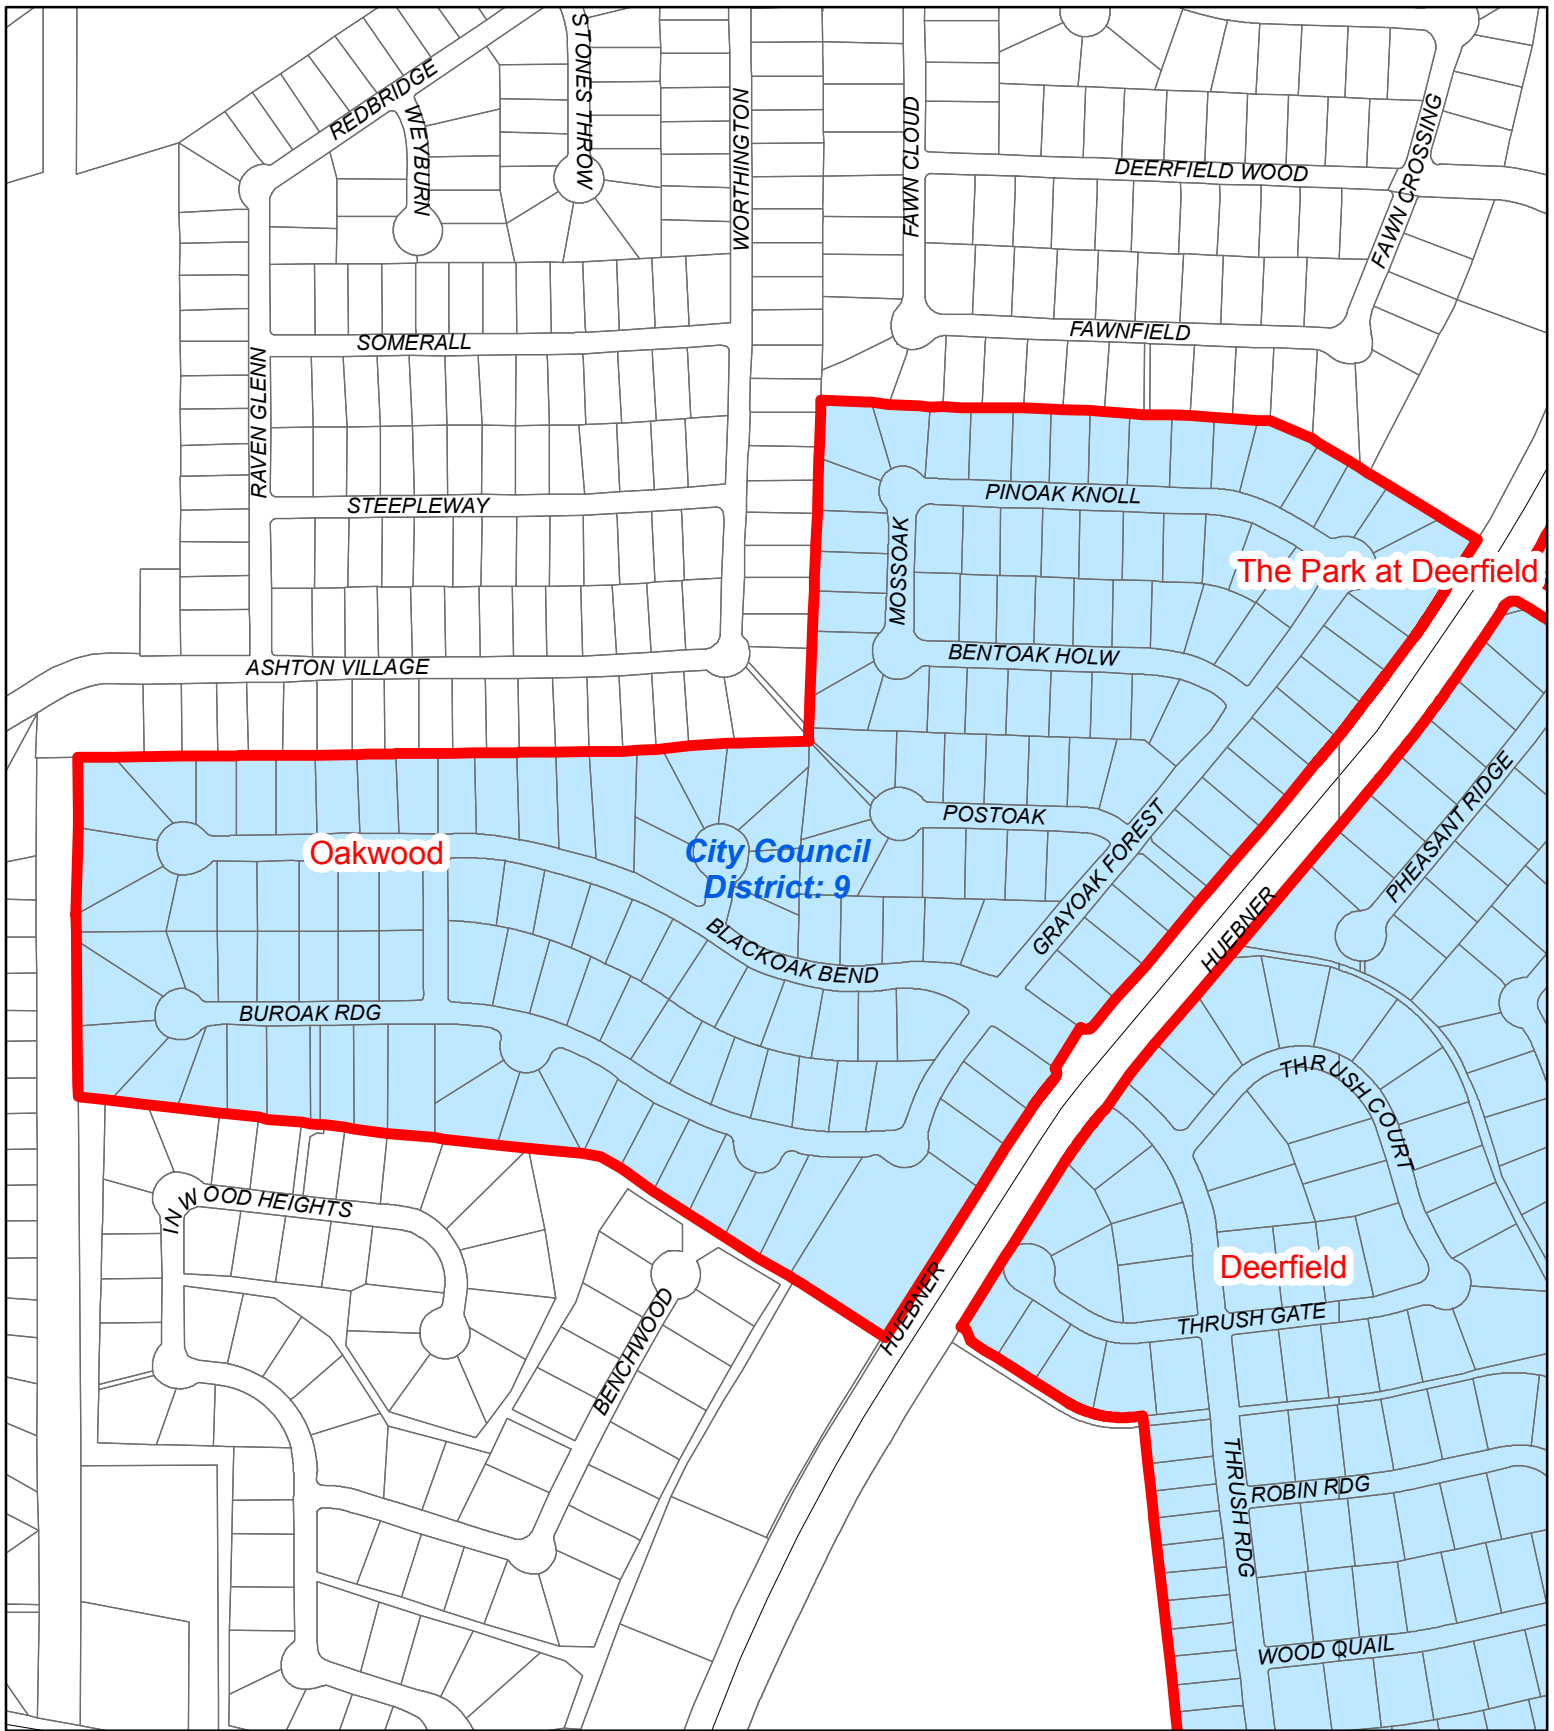 STONES THROW
REDBRIDGE
WEYBURN
WORTHINGTON
FAWN CLOUD
FAWN CROSSING
DEERFIELD WOOD
SOMERALL
FAWNFIELD
RAVEN GLENN
STEEPLEWAY
PINOAK KNOLL
MOSSOAK
The Park at Deerfield
BENTOAK HOLW
ASHTON VILLAGE
POSTOAK
PHEASANT RIDGE
Oakwood
City Council
District: 9
GRAYOAK FOREST
HUEBNER
BLACKOAK BEND
BUROAK RDG
THRUSH COURT
INWOOD HEIGHTS
Deerfield
HUEBNER
THRUSH GATE
BENCHWOOD
THRUSH RDG
ROBIN RDG
WOOD QUAIL